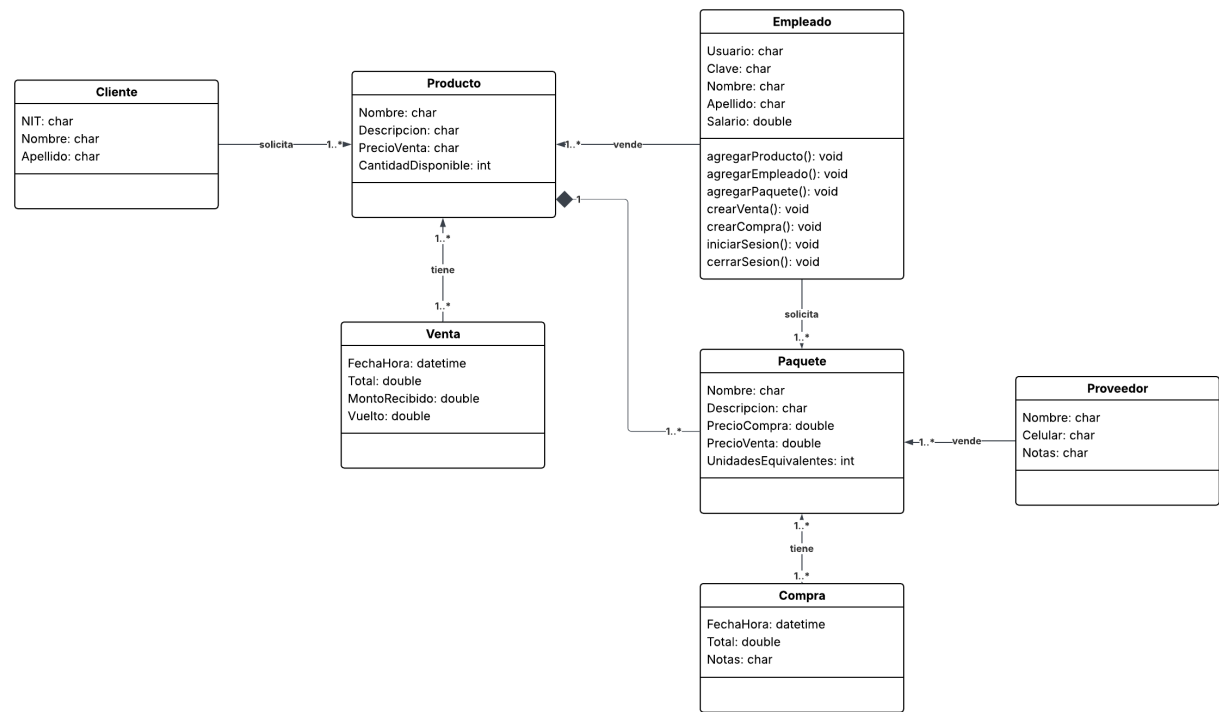 Cliente
NIT: char
Nombre: char
Apellido: char
solicita
1..*
Producto
Nombre: char
Descripcion: char
PrecioVenta: char
CantidadDisponible: int
1..*
vende
Empleado
Usuario: char
Clave: char
Nombre: char
Apellido: char
Salario: double
agregarProducto(): void
agregarEmpleado(): void
agregarPaquete(): void
crearVenta(): void
crearCompra(): void
iniciarSesion(): void
cerrarSesion(): void
1
1..*
tiene
1..*
Venta
FechaHora: datetime
Total: double
MontoRecibido: double
Vuelto: double
solicita
1..*
1..*
Paquete
Nombre: char
Descripcion: char
PrecioCompra: double
PrecioVenta: double
UnidadesEquivalentes: int
1..*
vende
Proveedor
Nombre: char
Celular: char
Notas: char
1..*
tiene
1..*
Compra
FechaHora: datetime
Total: double
Notas: char